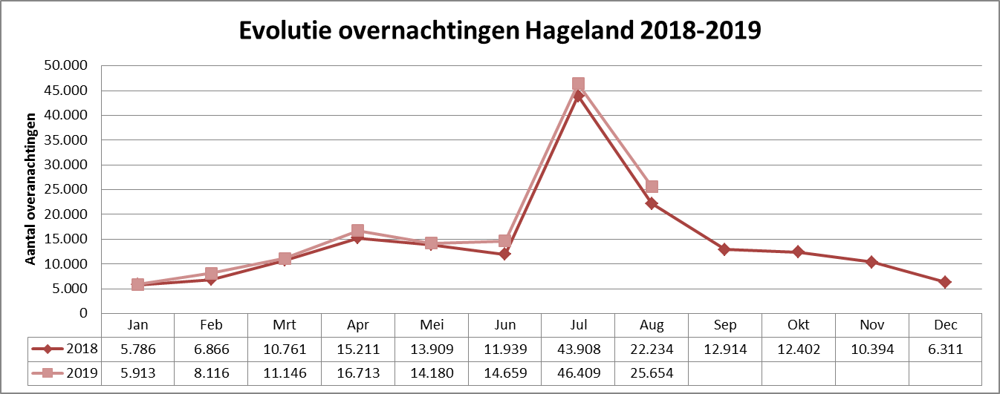 Evolutie overnachtingen Hageland 2018-2019
Aantal overanachtingen
50.000
45.000
40.000
35.000
30.000
25.000
20.000
15.000
10.000
5.000
0
Jan Feb Mrt Apr Mei Jun Jul Aug Sep Okt Nov Dec
2018 5.786 6.866 10.761 15.211 13.909 11.939 43.908 22.234 12.914 12.402 10.394 6.311
2019 5.913 8.116 11.146 16.713 14.180 14.659 46.409 25.654